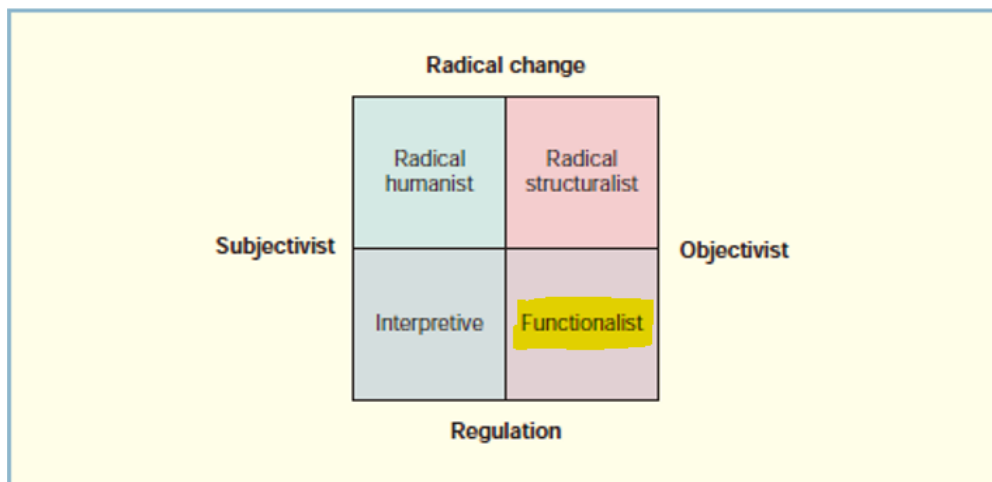 Radical change
Radical
humanist
Radical
structuralist
Subjectivist
Objectivist
Interpretive
Functionalist
Regulation